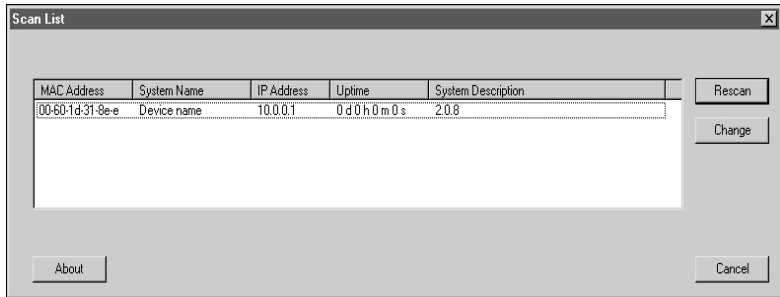 Scan List
MAC Address System Name IP Address Uptime System Description
00-60-1d-31-8e-e Device name 10.0.0.1 0 d 0 h 0 m 0 s 2.0.8
Rescan
Change
About Cancel